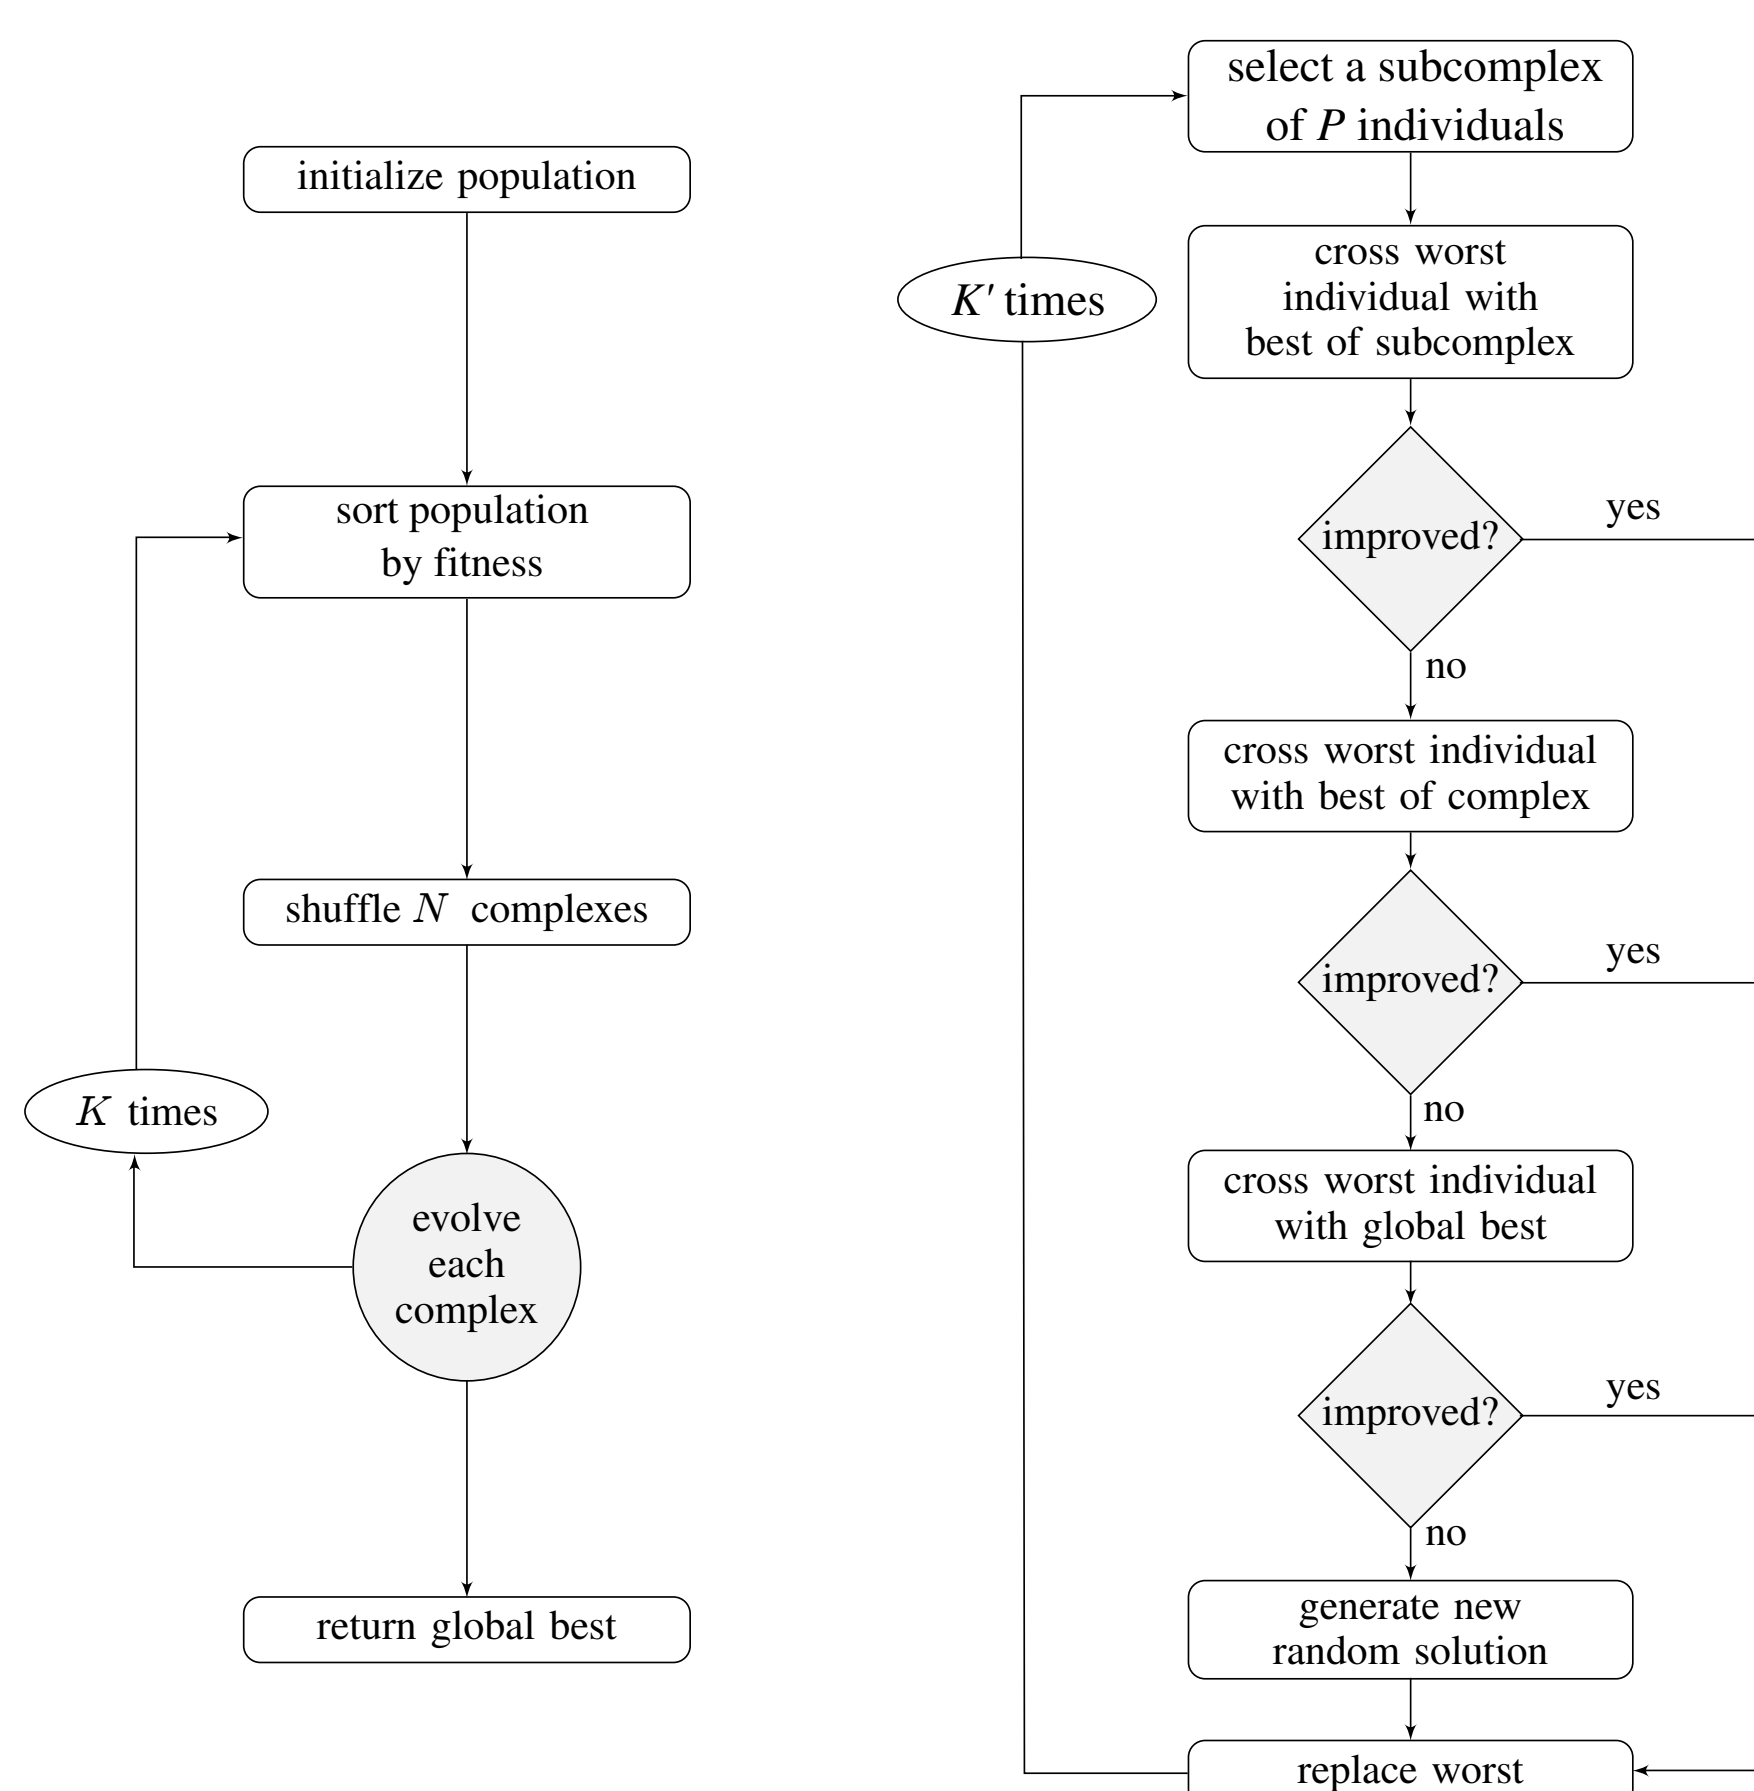 initialize population
sort population
by fitness
shuffle N complexes
K times
evolve
each
complex
return global best
select a subcomplex
of P individuals
K′ times
cross worst
individual with
best of subcomplex
improved?
yes
no
cross worst individual
with best of complex
improved?
yes
no
cross worst individual
with global best
improved?
yes
no
generate new
random solution
replace worst